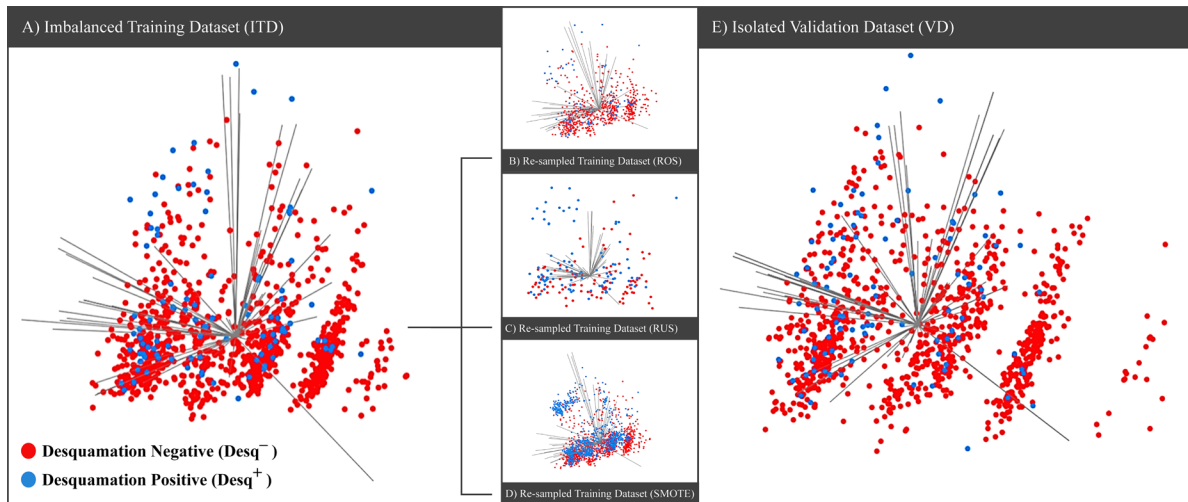 A) Imbalanced Training Dataset (ITD)
Desquamation Negative (Desq⁻)
Desquamation Positive (Desq⁺)
B) Re-sampled Training Dataset (ROS)
C) Re-sampled Training Dataset (RUS)
D) Re-sampled Training Dataset (SMOTE)
E) Isolated Validation Dataset (VD)